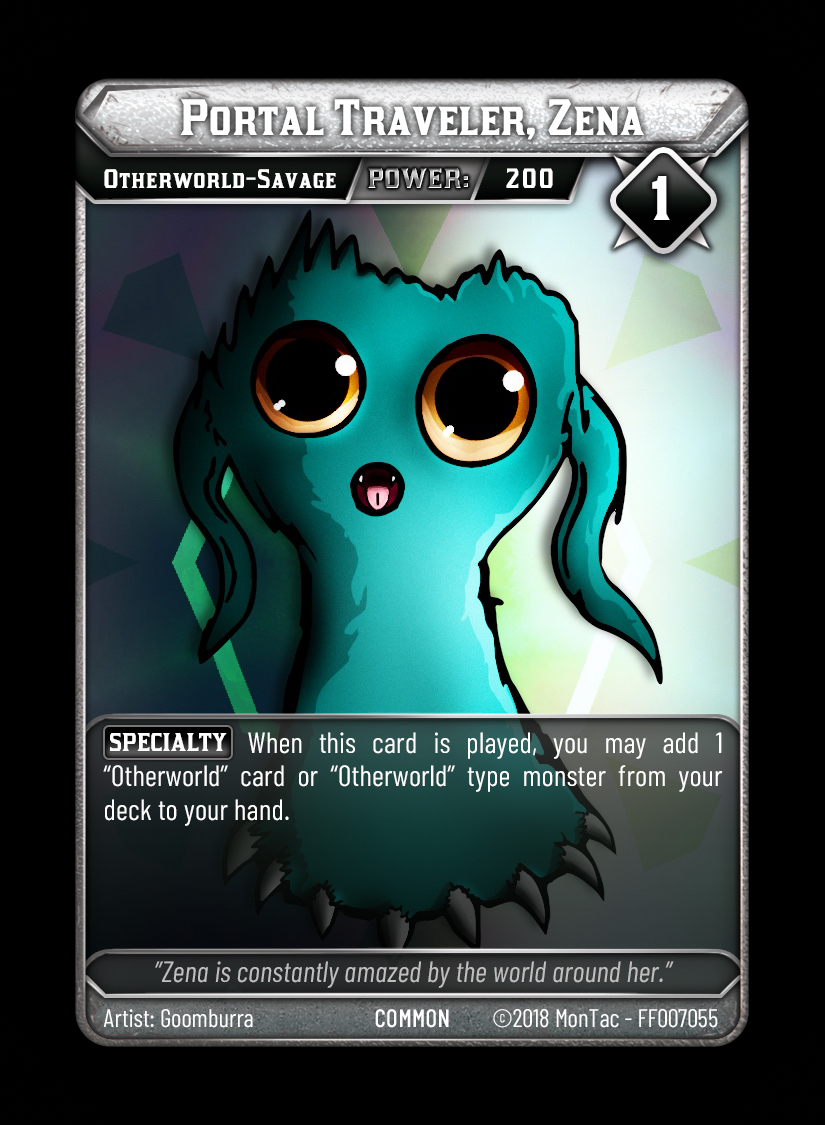 Portal Traveler, Zena
Otherworld-Savage POWER: 200
1
SPECIALTY When this card is played, you may add 1
“Otherworld” card or “Otherworld” type monster from your
deck to your hand.
"Zena is constantly amazed by the world around her."
Artist: Goomburra COMMON ©2018 MonTac - FF007055